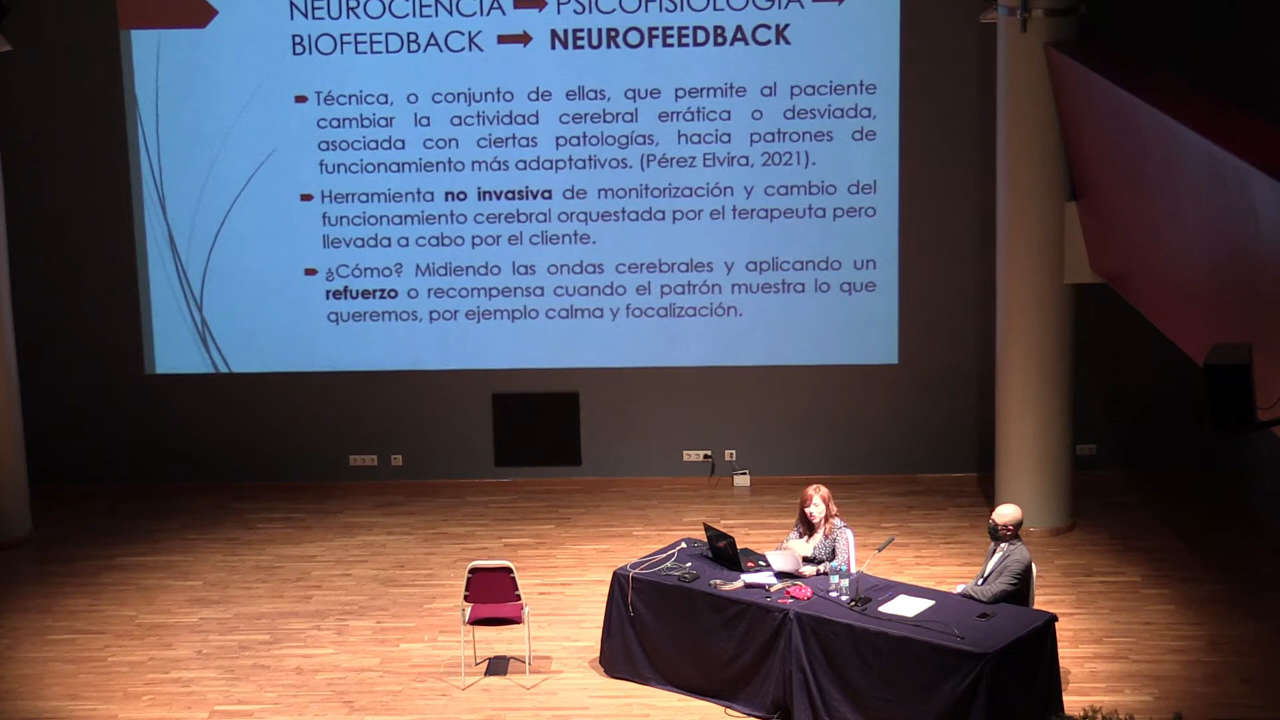 NEUROCIENCIA PSICOFISIOLOGÍA
BIOFEEDBACK NEUROFEEDBACK
Técnica, o conjunto de ellas, que permite al paciente
cambiar la actividad cerebral errática o desviada,
asociada con ciertas patologías, hacia patrones de
funcionamiento más adaptativos. (Pérez Elvira, 2021).
Herramienta no invasiva de monitorización y cambio del
funcionamiento cerebral orquestada por el terapeuta pero
llevada a cabo por el cliente.
¿Cómo? Midiendo las ondas cerebrales y aplicando un
refuerzo o recompensa cuando el patrón muestra lo que
queremos, por ejemplo calma y focalización.